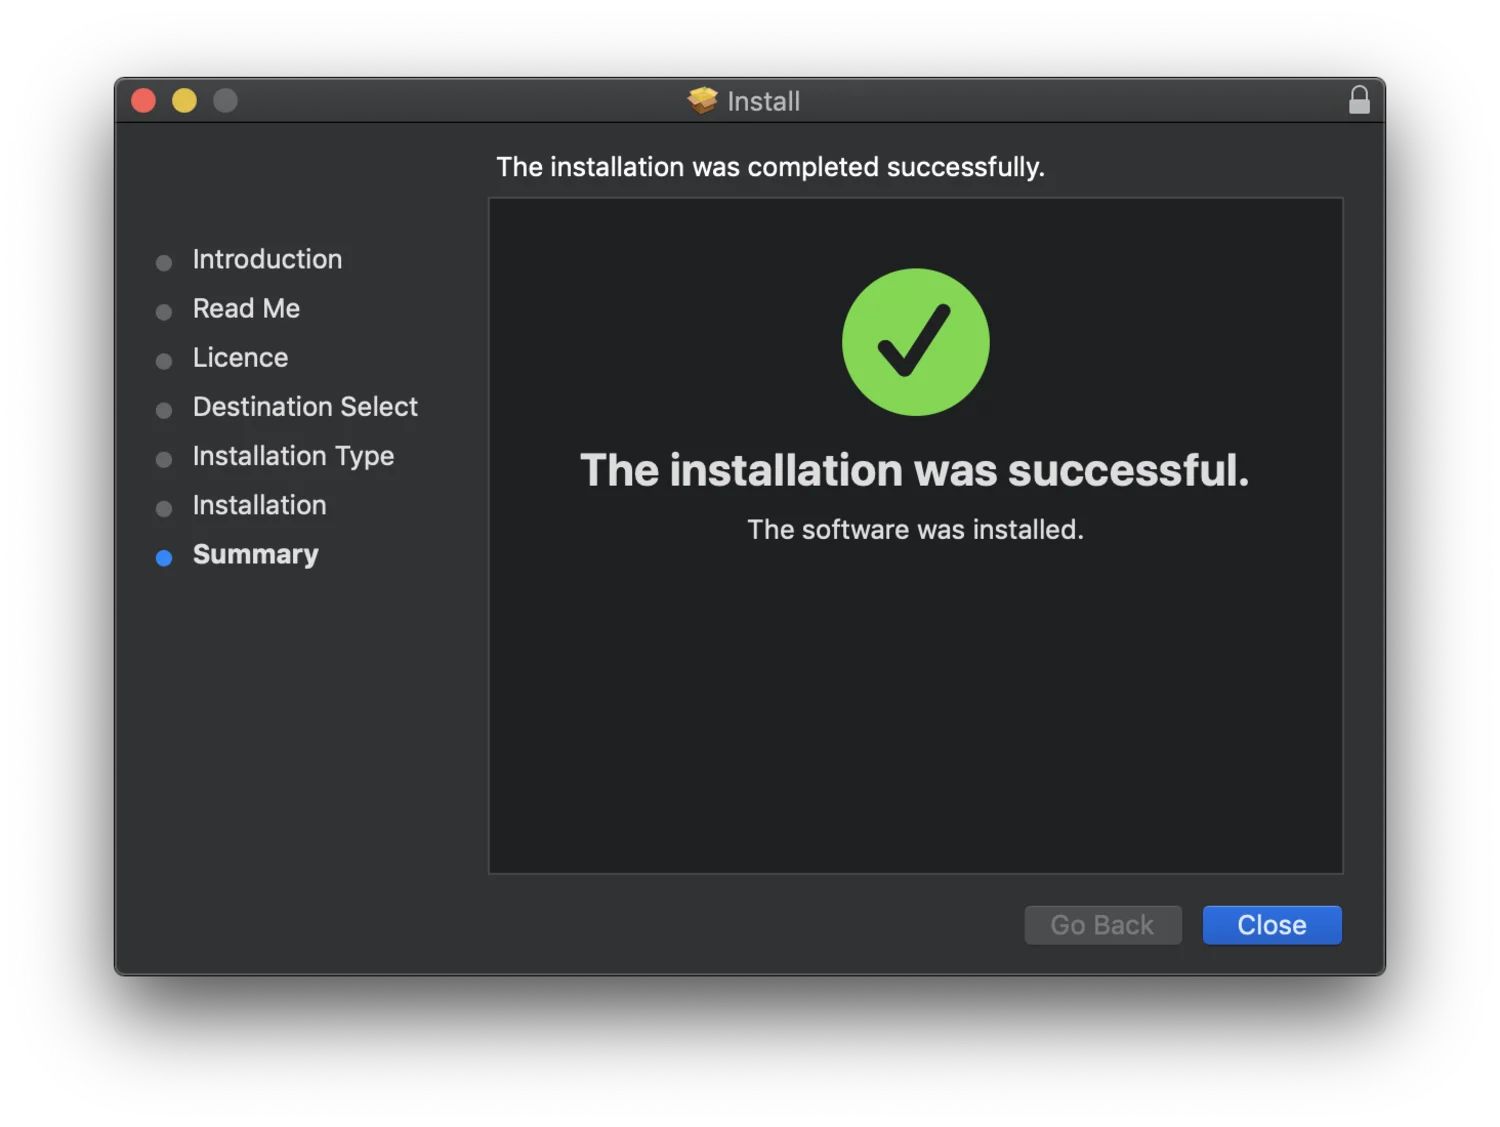 Install
The installation was completed successfully.
Introduction
Read Me
Licence
Destination Select
Installation Type
Installation
Summary
The installation was successful.
The software was installed.
Go Back
Close